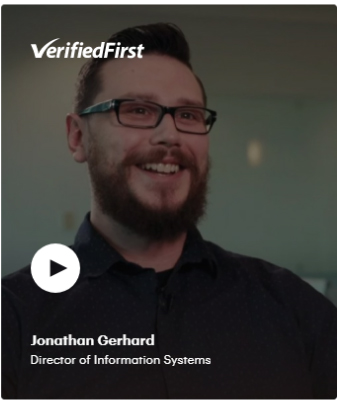 VerifiedFirst
Jonathan Gerhard
Director of Information Systems